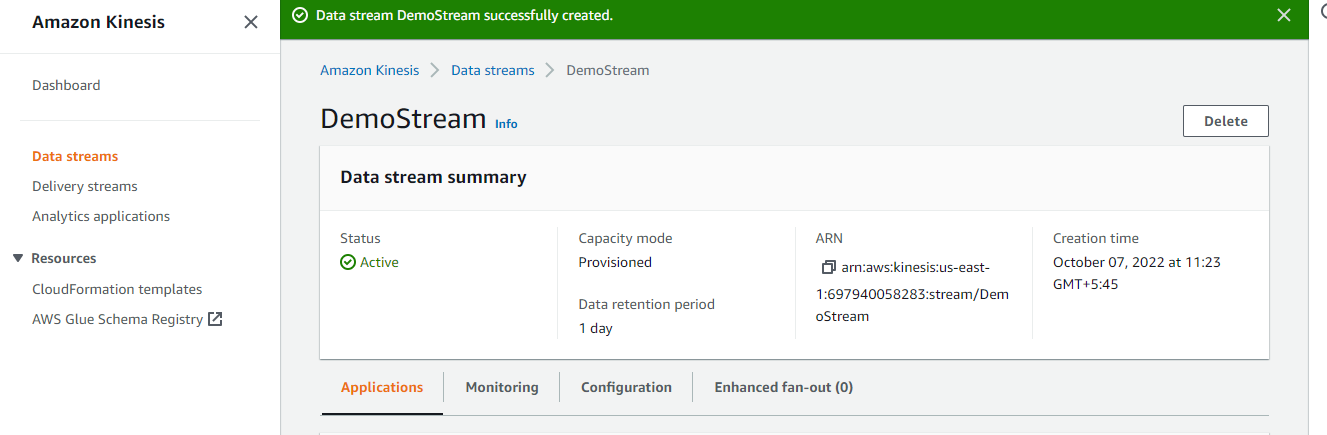 Amazon Kinesis
Dashboard
Data streams
Delivery streams
Analytics applications
Resources
CloudFormation templates
AWS Glue Schema Registry
Data stream DemoStream successfully created.
Amazon Kinesis > Data streams > DemoStream
DemoStream Info
Delete
Data stream summary
Status
Active
Capacity mode
Provisioned
Data retention period
1 day
ARN
arn:aws:kinesis:us-east-
1:697940058283:stream/Dem
oStream
Creation time
October 07, 2022 at 11:23
GMT+5:45
Applications Monitoring Configuration Enhanced fan-out (0)